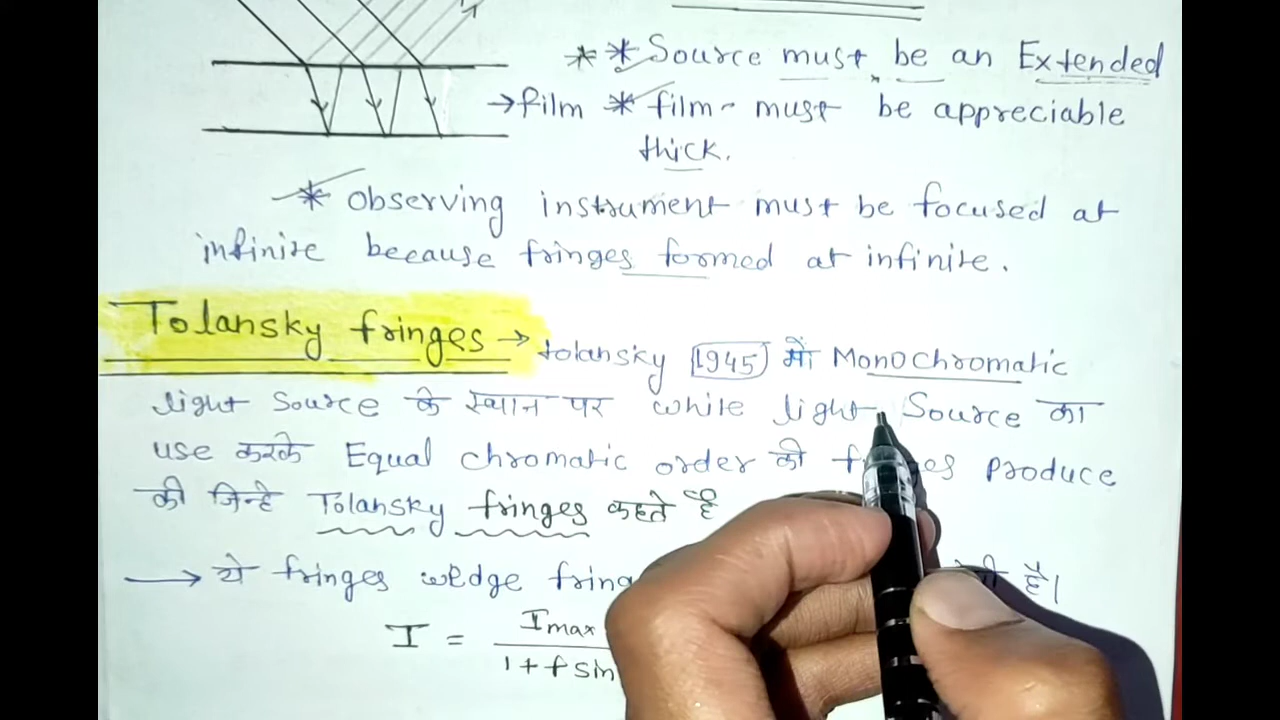 * * Source must be an Extended
→ film * film must be appreciable
thick.
* Observing instrument must be focused at
infinite because fringes formed at infinite.
Tolansky fringes → tolansky 1945 में Monochromatic
light Source के स्थान पर while light Source का
use करके Equal chromatic order की produce
की जिन्हे Tolansky fringes कहते है
→ ये fringes wedge है।
I = Imax
1 + f sin